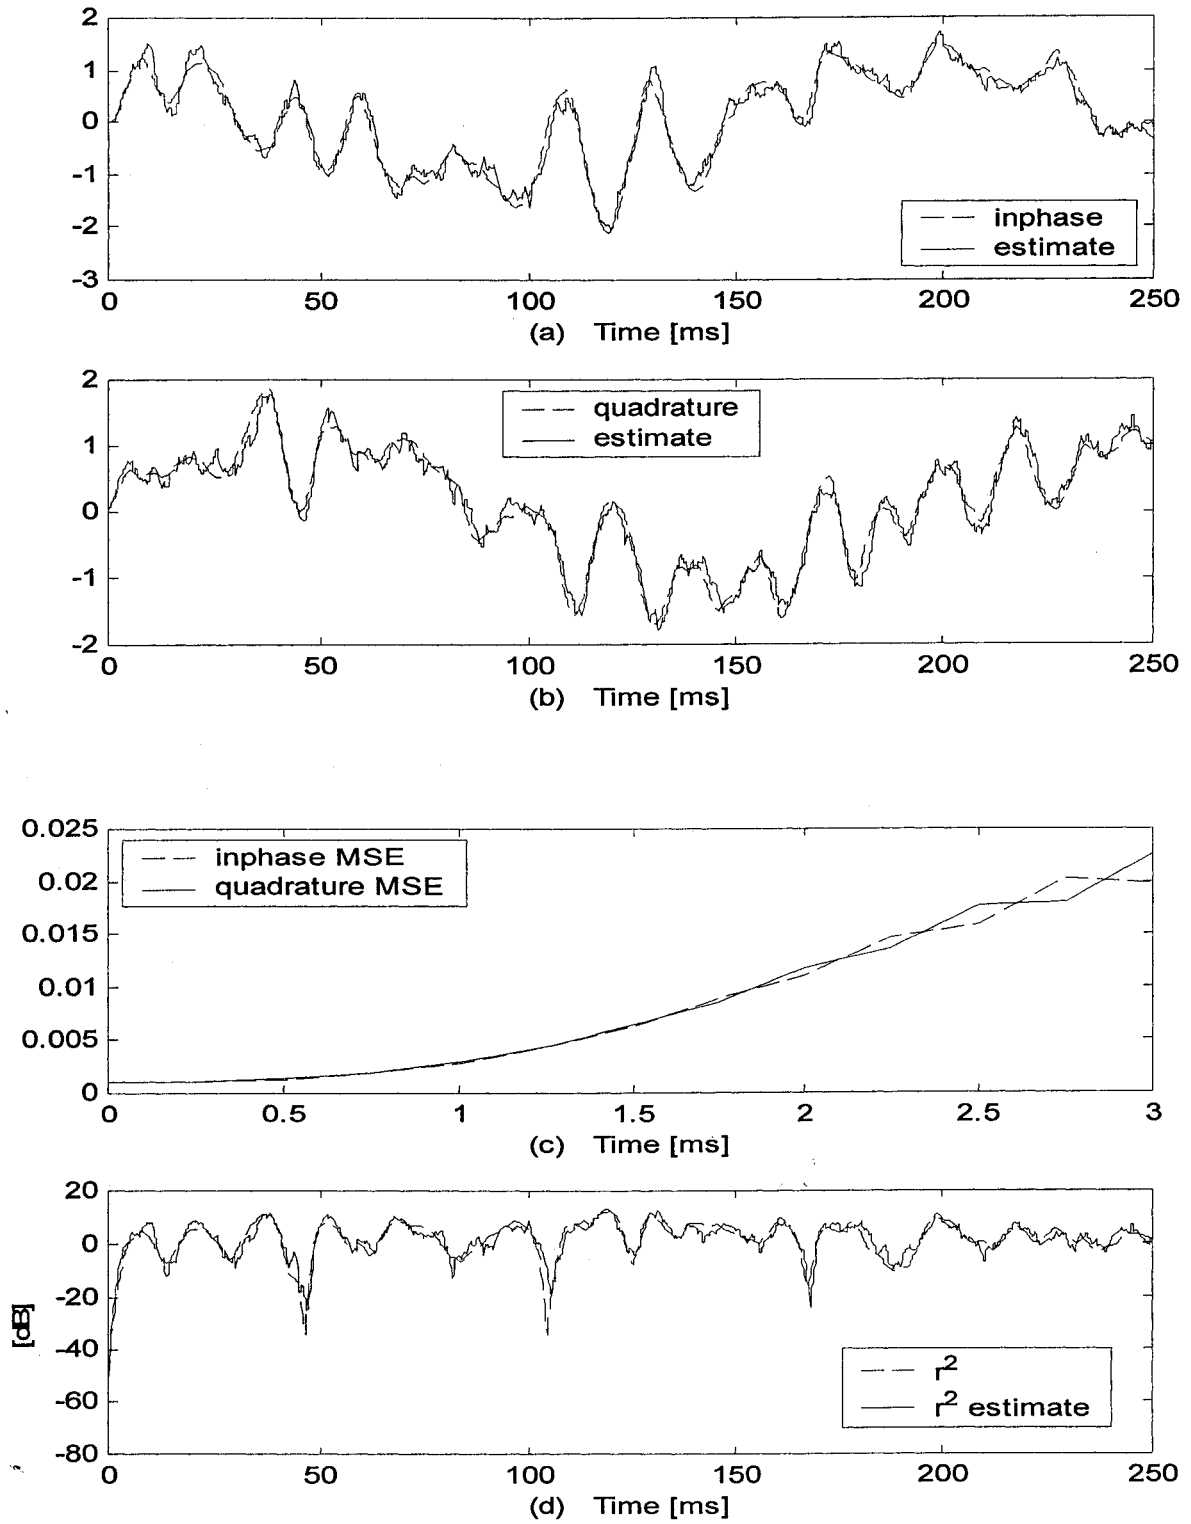 2
1
0
-1
-2
-3
inphase
estimate
0 50 100 150 200 250
(a) Time [ms]
2
1
0
-1
-2
quadrature
estimate
0 50 100 150 200 250
(b) Time [ms]
0.025
0.02
0.015
0.01
0.005
0
inphase MSE
quadrature MSE
0 0.5 1 1.5 2 2.5 3
(c) Time [ms]
20
0
-20
-40
-60
-80
[dB]
r²
r² estimate
0 50 100 150 200 250
(d) Time [ms]